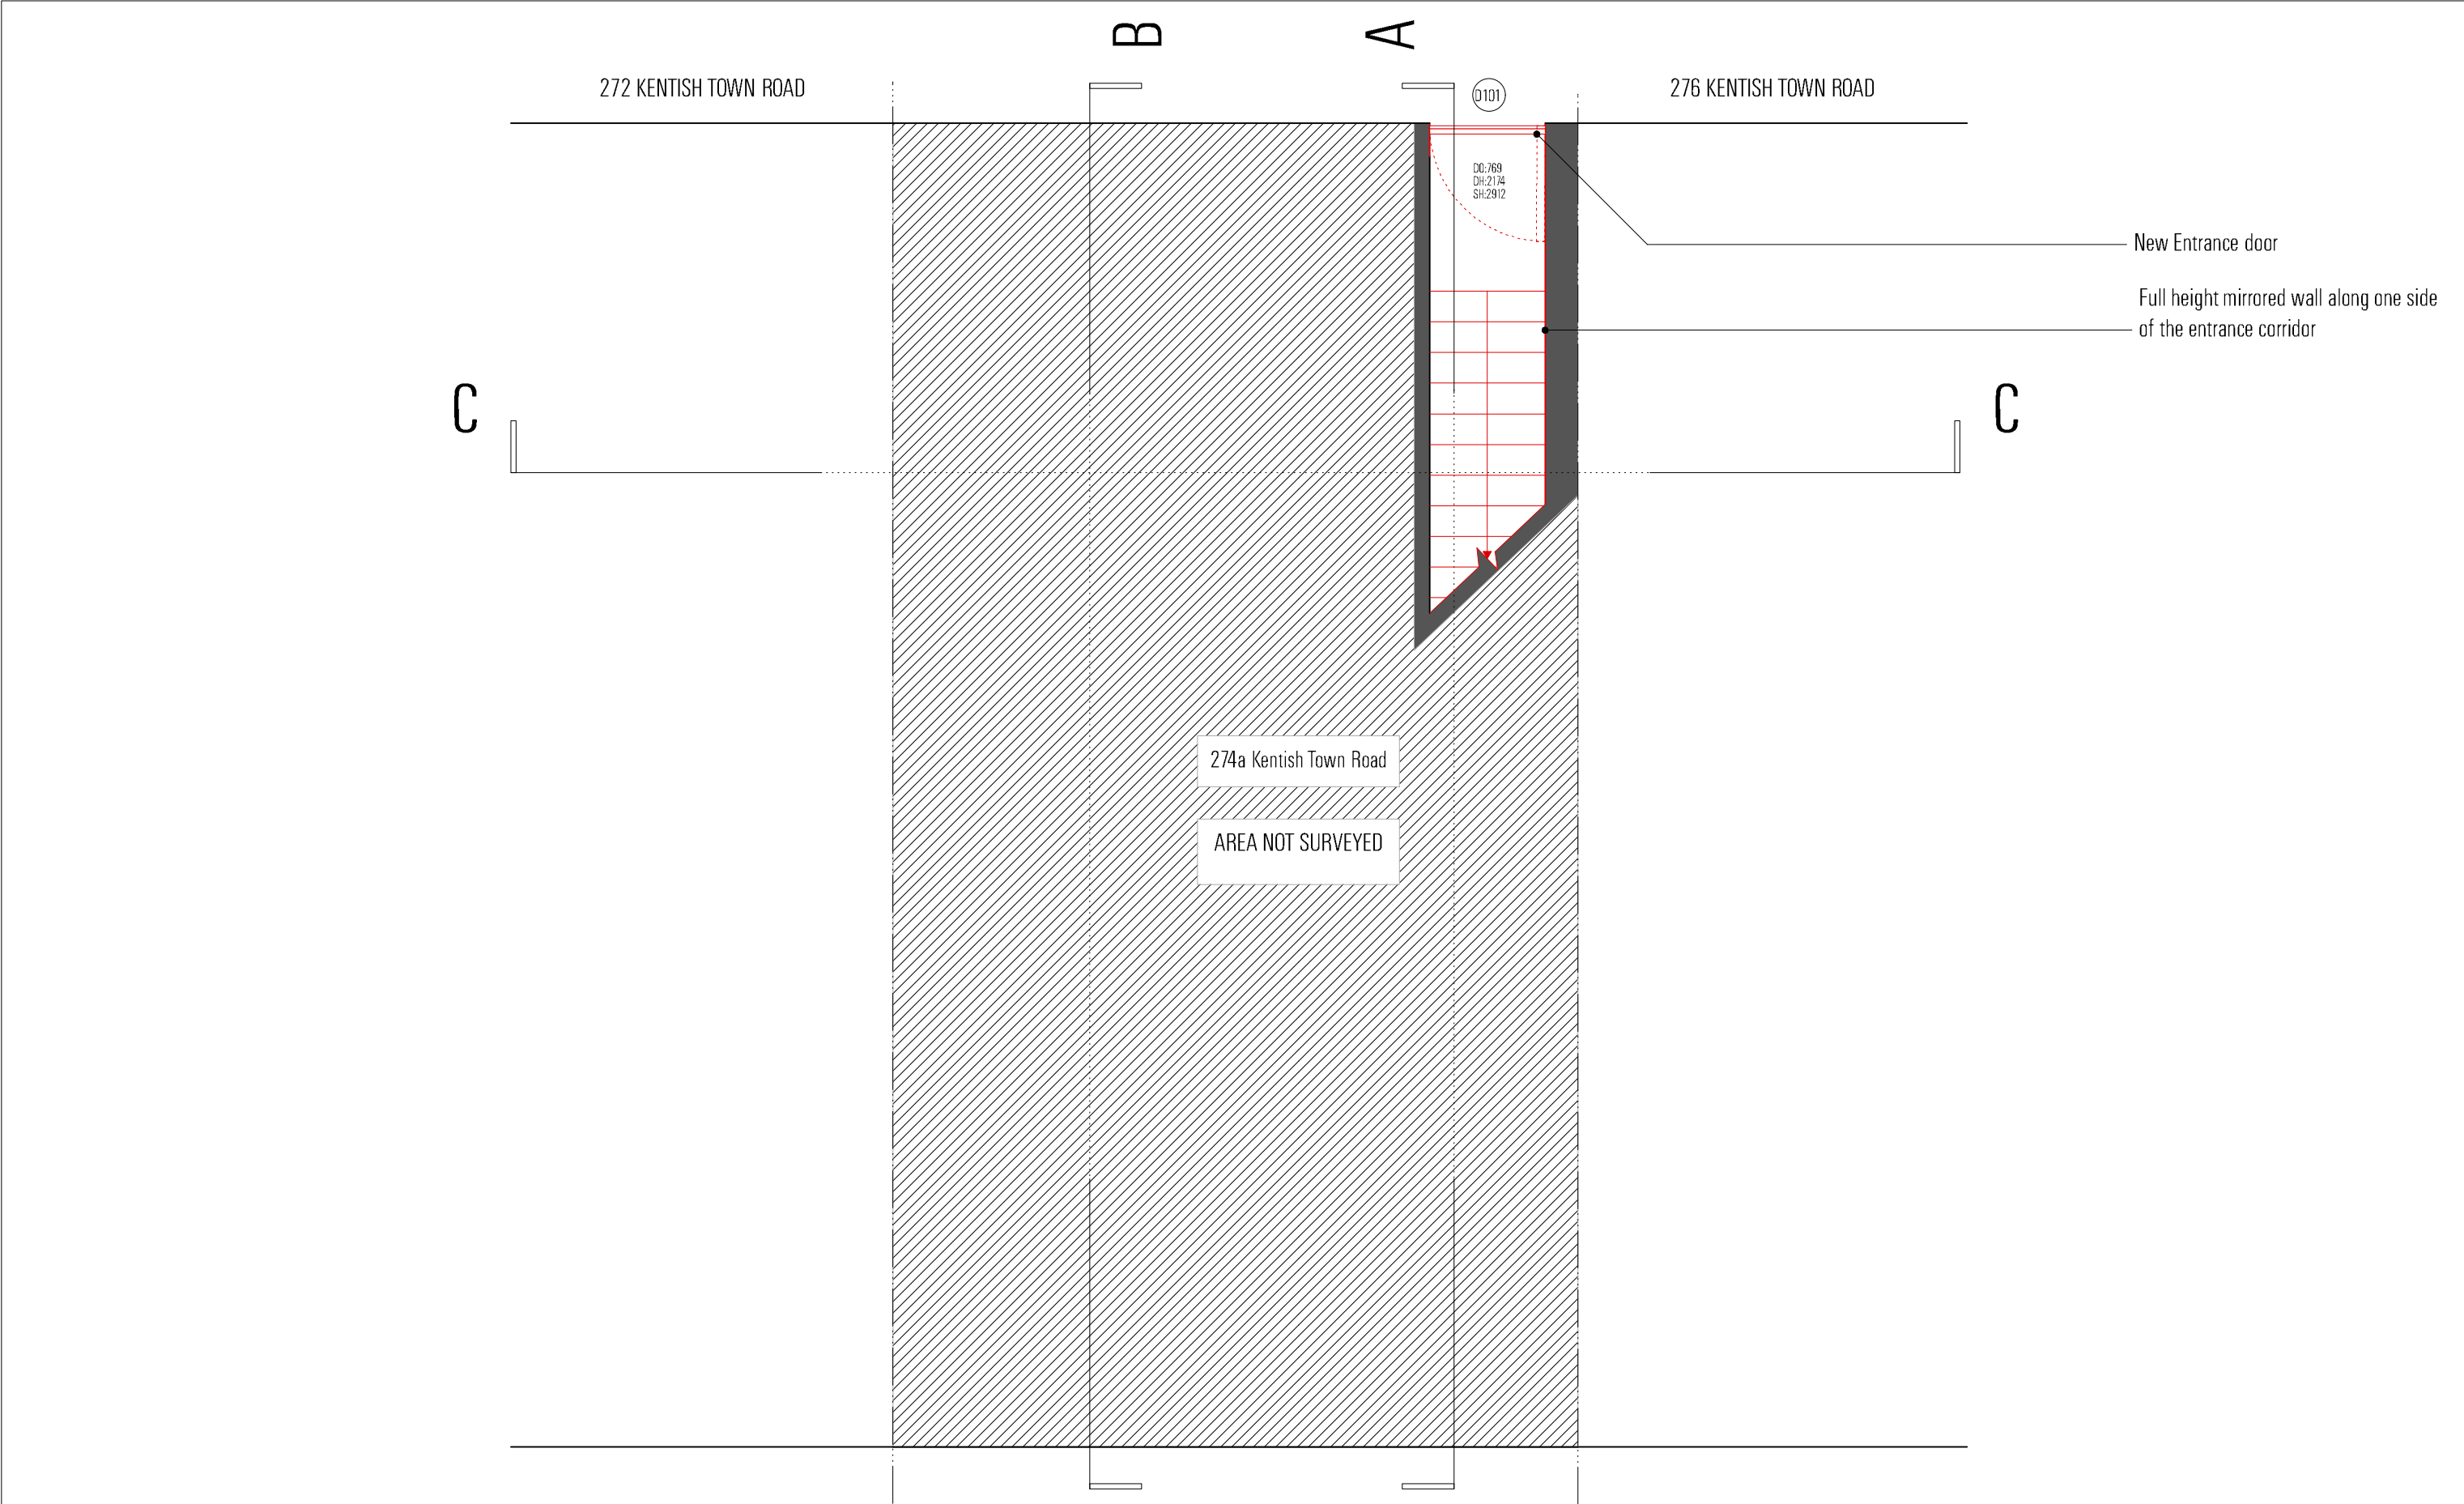 B
A
272 KENTISH TOWN ROAD
D101
276 KENTISH TOWN ROAD
DO:769
DH:2174
SH:2912
New Entrance door
Full height mirrored wall along one side
of the entrance corridor
C
C
274a Kentish Town Road
AREA NOT SURVEYED